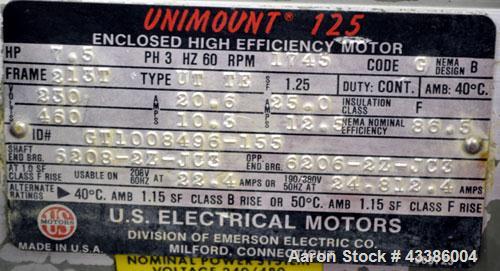 UNIMOUNT® 125
ENCLOSED HIGH EFFICIENCY MOTOR
HP 7.5 PH 3 HZ 60 RPM 1745 CODE G NEMA DESIGN B
FRAME 213T TYPE UT TE SF 1.25 DUTY: CONT. AMB: 40°C.
VOLTS 230 AMPS 20.6 SF AMPS 25.0 INSULATION CLASS F
460 10.3 12.5 NEMA NOMINAL EFFICIENCY 86.5
ID# 155
SHAFT END BRG. 6208-2Z-JC3 OPP. END BRG. 6206-2Z-
AT 1.0 SF CLASS F RISE USABLE ON 208V 60HZ AT 22.4 AMPS OR 190/380V 50HZ AT 24.8 12.4 AMPS
ALTERNATE RATINGS 40°C. AMB 1.15 SF CLASS B RISE OR 50°C. AMB 1.15 SF CLASS F RISE
US MOTORS
U.S. ELECTRICAL MOTORS
DIVISION OF EMERSON ELECTRIC CO.
MADE IN U.S.A. MILFORD,
NOMINAL POWER
VOLTAGE
Aaron Stock # 43386004